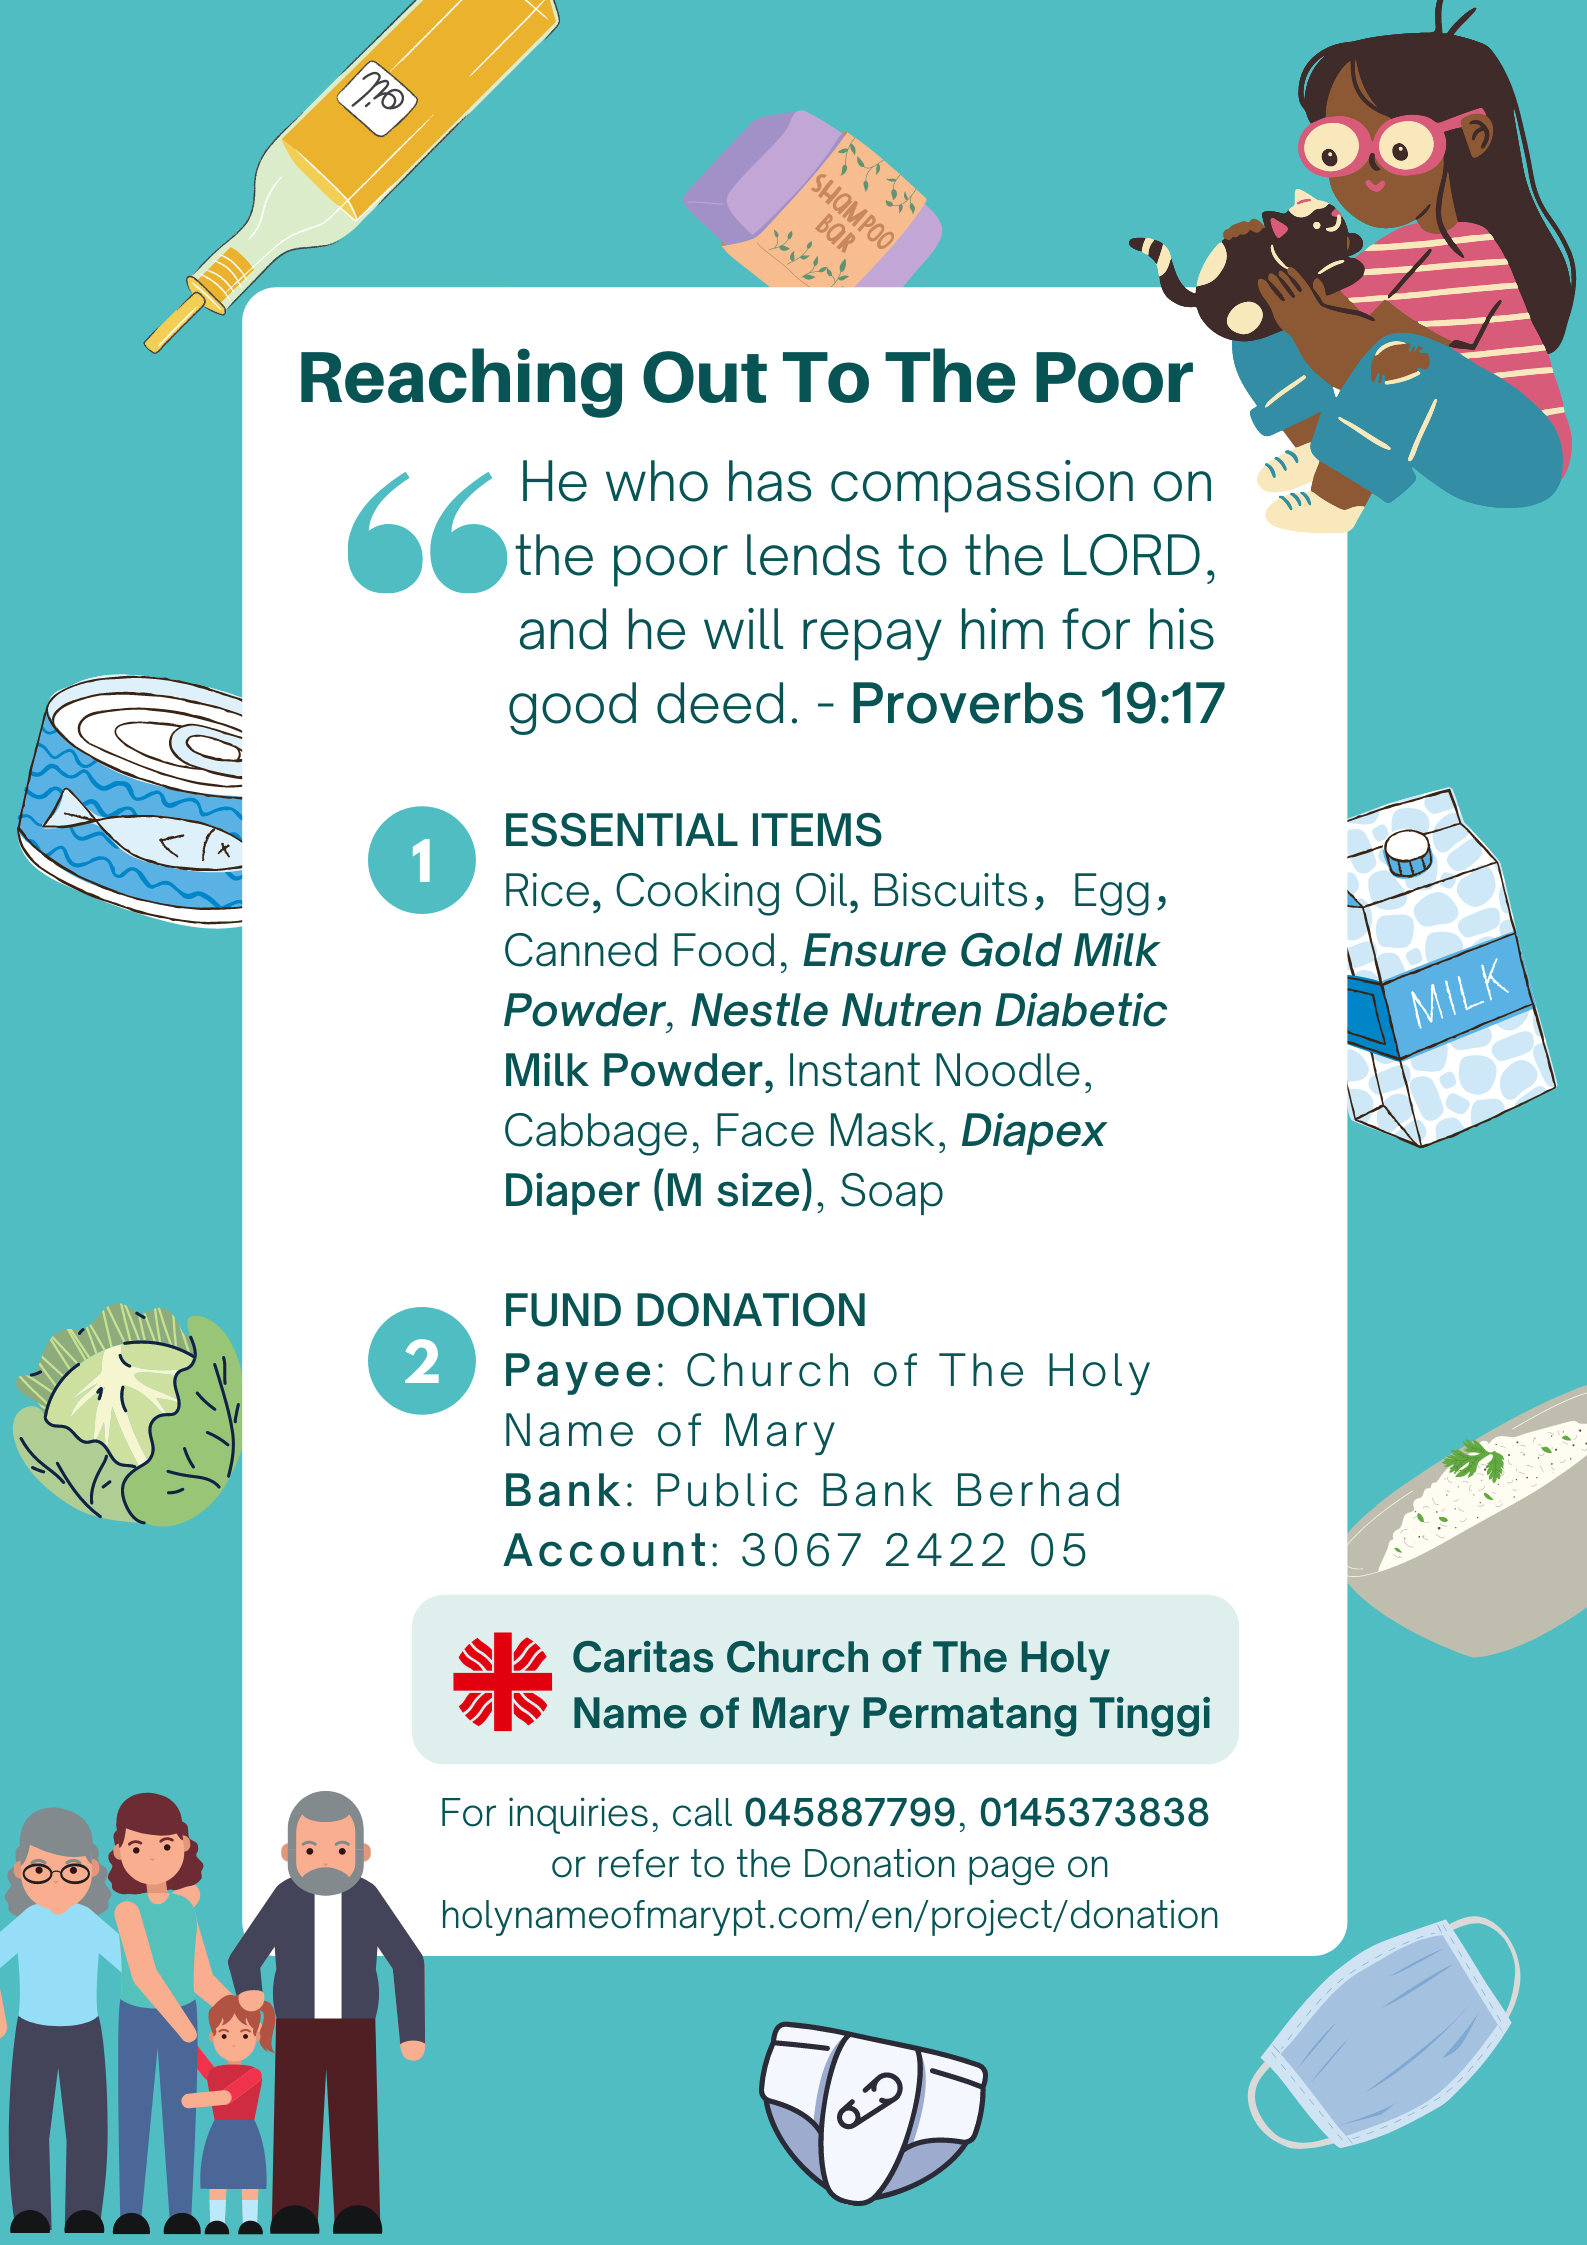 oil
SHAMPOO
BAR
Reaching Out To The Poor
He who has compassion on
the poor lends to the LORD,
and he will repay him for his
good deed. - Proverbs 19:17
1
ESSENTIAL ITEMS
Rice, Cooking Oil, Biscuits，Egg，
Canned Food, Ensure Gold Milk
Powder, Nestle Nutren Diabetic
Milk Powder, Instant Noodle,
Cabbage, Face Mask, Diapex
Diaper (M size), Soap
MILK
2
FUND DONATION
Payee: Church of The Holy
Name of Mary
Bank: Public Bank Berhad
Account: 3067 2422 05
Caritas Church of The Holy
Name of Mary Permatang Tinggi
For inquiries, call 045887799, 0145373838
or refer to the Donation page on
holynameofmarypt.com/en/project/donation